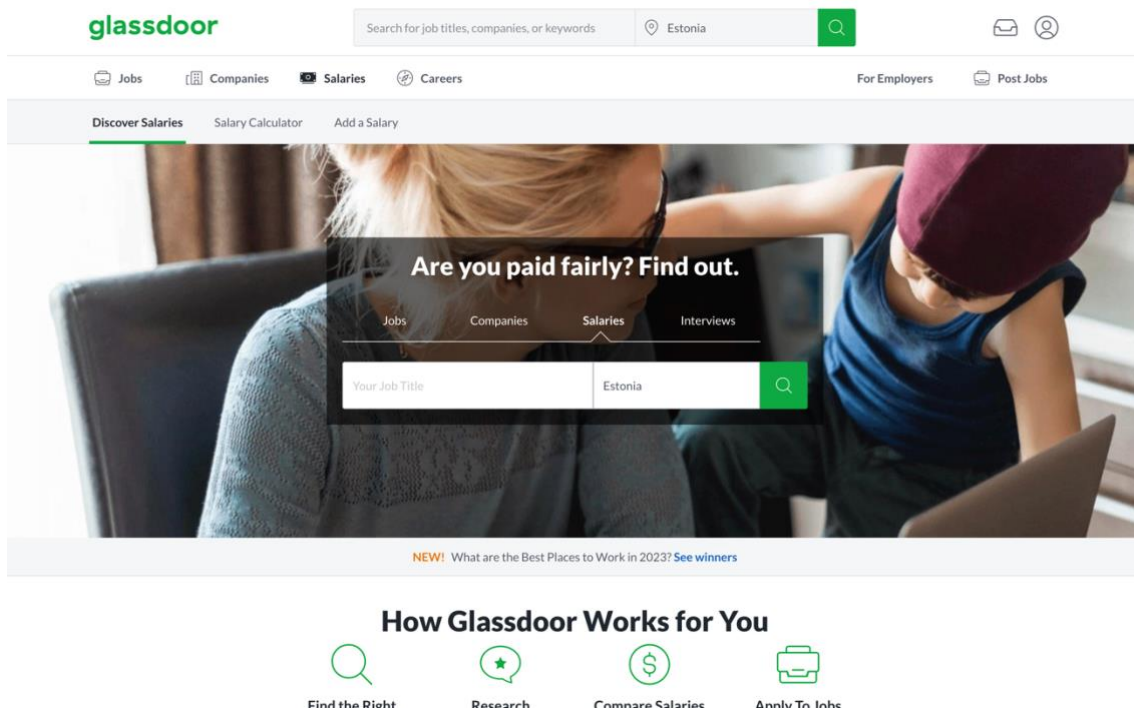 glassdoor
Search for job titles, companies, or keywords
Estonia
Jobs
Companies
Salaries
Careers
For Employers
Post Jobs
Discover Salaries
Salary Calculator
Add a Salary
Are you paid fairly? Find out.
Jobs
Companies
Salaries
Interviews
Your Job Title
Estonia
NEW! What are the Best Places to Work in 2023? See winners
How Glassdoor Works for You
Find the Right
Research
Compare Salaries
Apply To Jobs